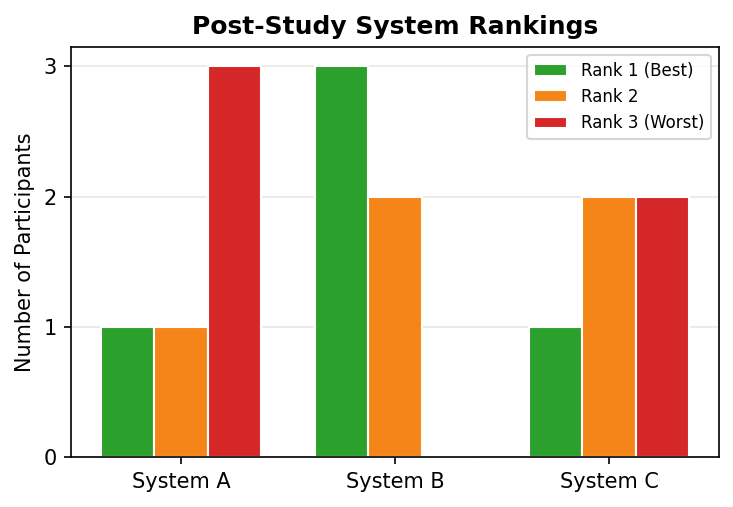 Post-Study System Rankings
Number of Participants
3
2
1
0
Rank 1 (Best)
Rank 2
Rank 3 (Worst)
System A
System B
System C